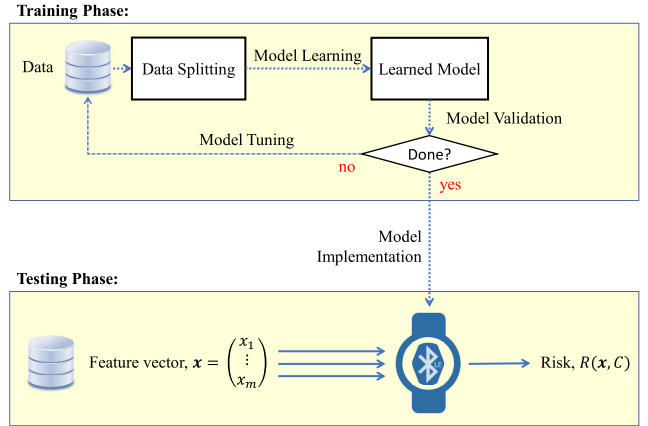 Training Phase:
Data
Data Splitting
Model Learning
Learned Model
Model Validation
Model Tuning
Done?
no
yes
Model
Implementation
Testing Phase:
Feature vector, 𝒙 = (x₁ ⋮ xₘ)
LE
Risk, R(𝒙, C)